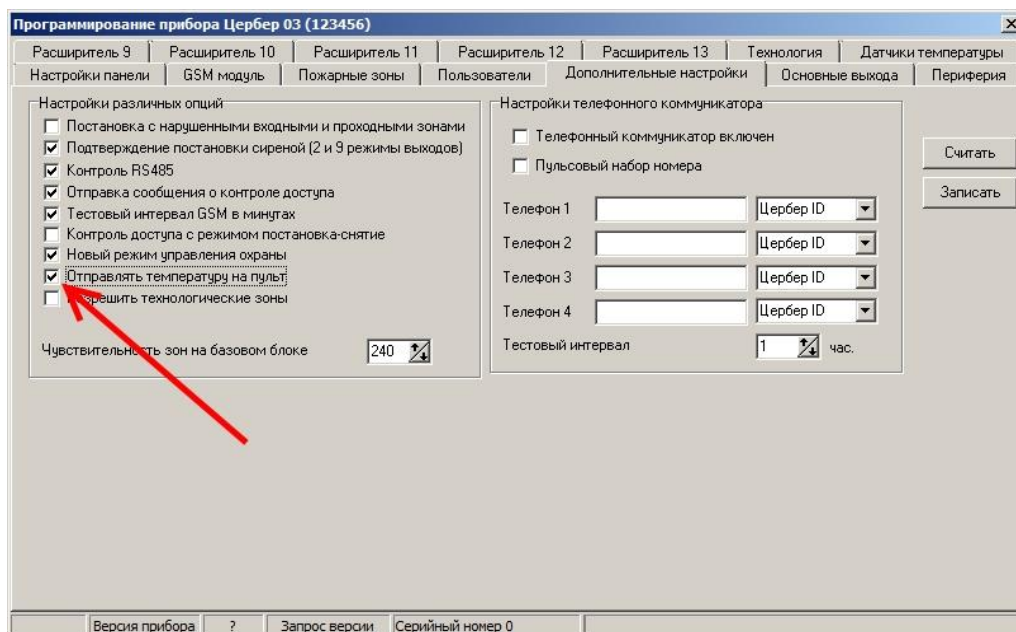 Программирование прибора Цербер 03 (123456)
Расширитель 9 Расширитель 10 Расширитель 11 Расширитель 12 Расширитель 13 Технология Датчики температуры
Настройки панели GSM модуль Пожарные зоны Пользователи Дополнительные настройки Основные выхода Периферия
Настройки различных опций
Постановка с нарушенными входными и проходными зонами
Подтверждение постановки сиреной (2 и 9 режимы выходов)
Контроль RS485
Отправка сообщения о контроле доступа
Тестовый интервал GSM в минутах
Контроль доступа с режимом постановка-снятие
Новый режим управления охраны
Отправлять температуру на пульт
Разрешить технологические зоны
Чувствительность зон на базовом блоке 240
Настройки телефонного коммуникатора
Телефонный коммуникатор включен
Пульсовый набор номера
Телефон 1 Цербер ID
Телефон 2 Цербер ID
Телефон 3 Цербер ID
Телефон 4 Цербер ID
Тестовый интервал 1 час.
Считать
Записать
Версия прибора ? Запрос версии Серийный номер 0